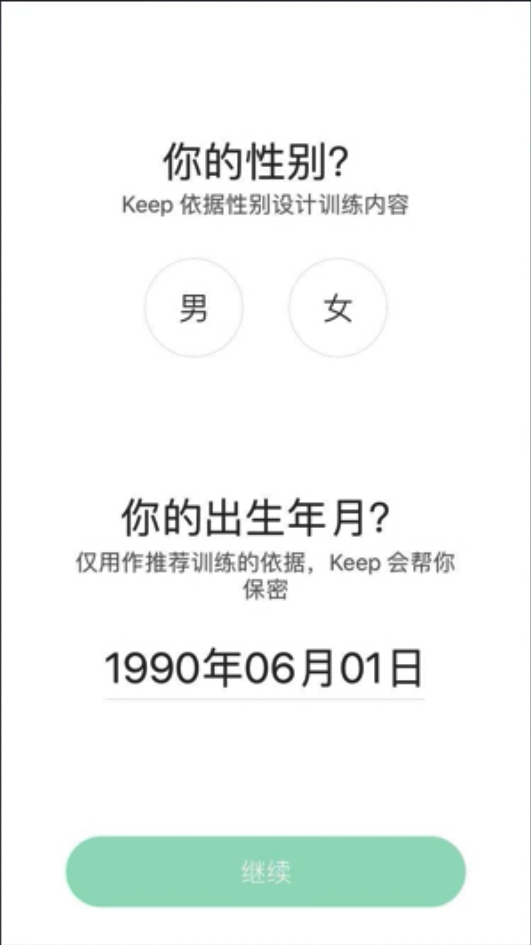 你的性别?
Keep 依据性别设计训练内容
男 女
你的出生年月?
仅用作推荐训练的依据，Keep 会帮你
保密
1990年06月01日
继续